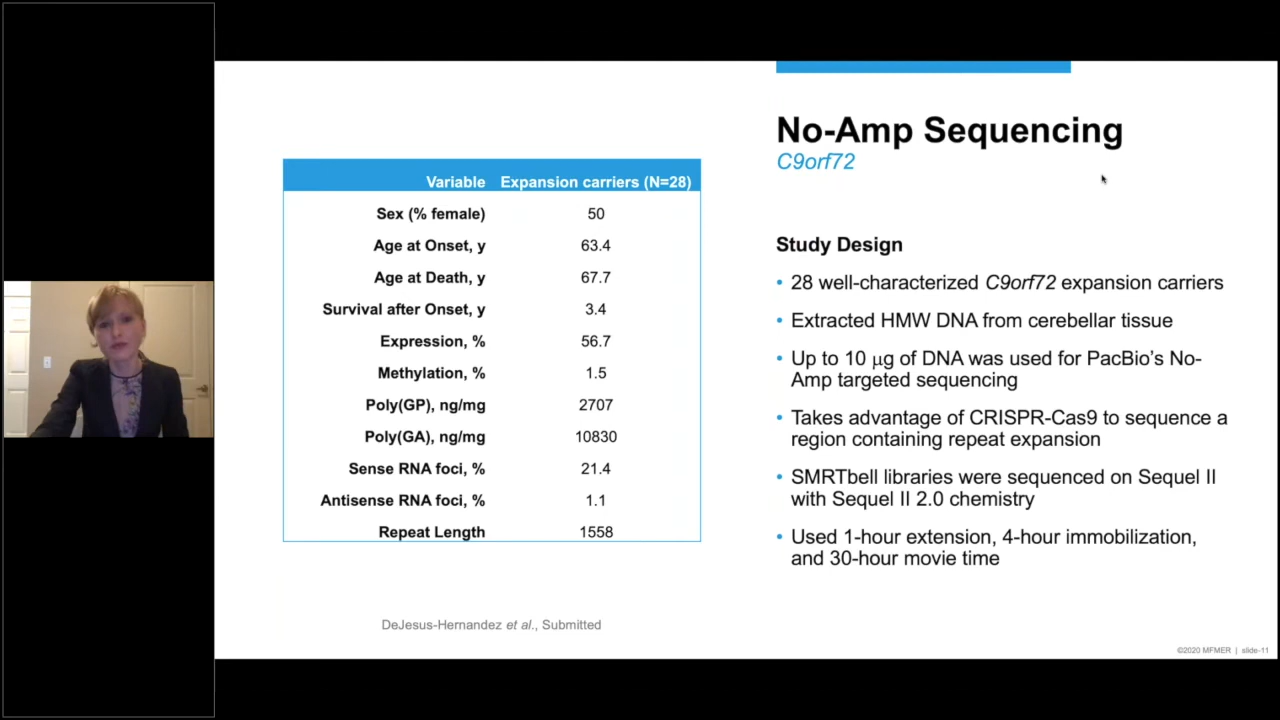 No-Amp Sequencing
C9orf72
Variable Expansion carriers (N=28)
Sex (% female) 50
Age at Onset, y 63.4
Age at Death, y 67.7
Survival after Onset, y 3.4
Expression, % 56.7
Methylation, % 1.5
Poly(GP), ng/mg 2707
Poly(GA), ng/mg 10830
Sense RNA foci, % 21.4
Antisense RNA foci, % 1.1
Repeat Length 1558
DeJesus-Hernandez et al., Submitted
Study Design
• 28 well-characterized C9orf72 expansion carriers
• Extracted HMW DNA from cerebellar tissue
• Up to 10 µg of DNA was used for PacBio's No-
Amp targeted sequencing
• Takes advantage of CRISPR-Cas9 to sequence a
region containing repeat expansion
• SMRTbell libraries were sequenced on Sequel II
with Sequel II 2.0 chemistry
• Used 1-hour extension, 4-hour immobilization,
and 30-hour movie time
©2020 MFMER | slide-11